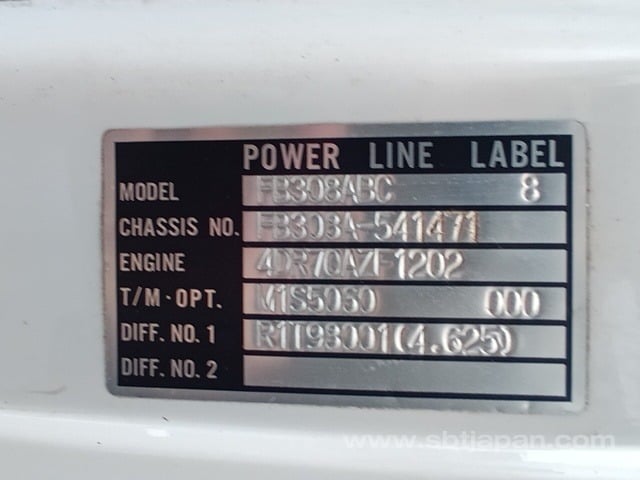 POWER LINE LABEL
MODEL FB308ABC 8
CHASSIS NO. FB308A-541471
ENGINE 4DR70AZF1202
T/M·OPT. M1S5060 000
DIFF. NO. 1 R1T98001(4.625)
DIFF. NO. 2
www.sbtjapan.com